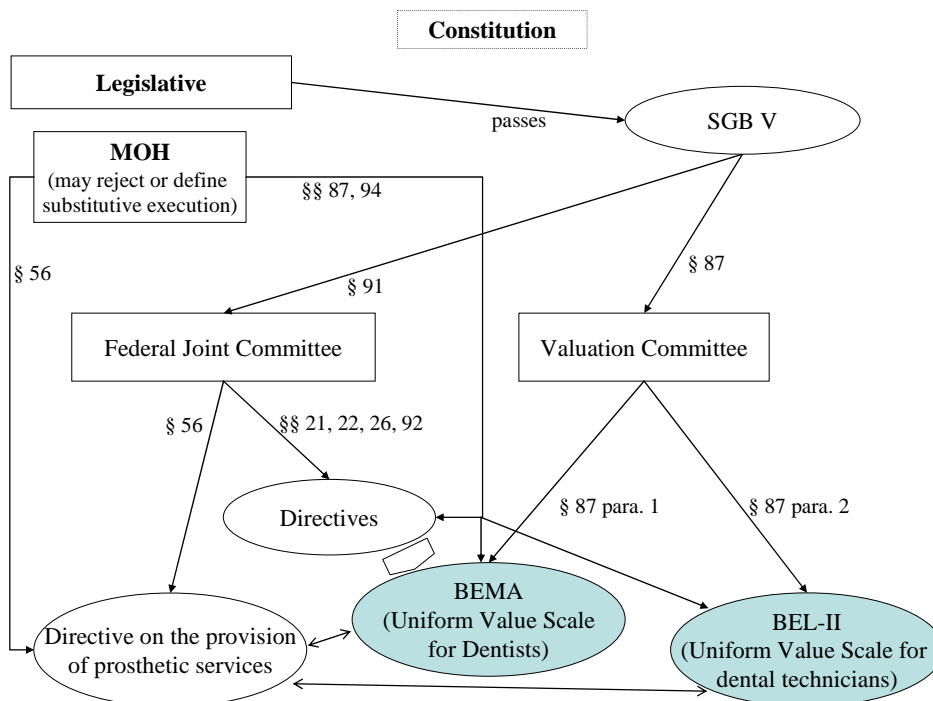 Constitution
Legislative
passes
SGB V
MOH
(may reject or define
substitutive execution)
§§ 87, 94
§ 56
§ 91
§ 87
Federal Joint Committee
Valuation Committee
§ 56
§§ 21, 22, 26, 92
§ 87 para. 1
§ 87 para. 2
Directives
BEMA
(Uniform Value Scale
for Dentists)
BEL-II
(Uniform Value Scale for
dental technicians)
Directive on the provision
of prosthetic services